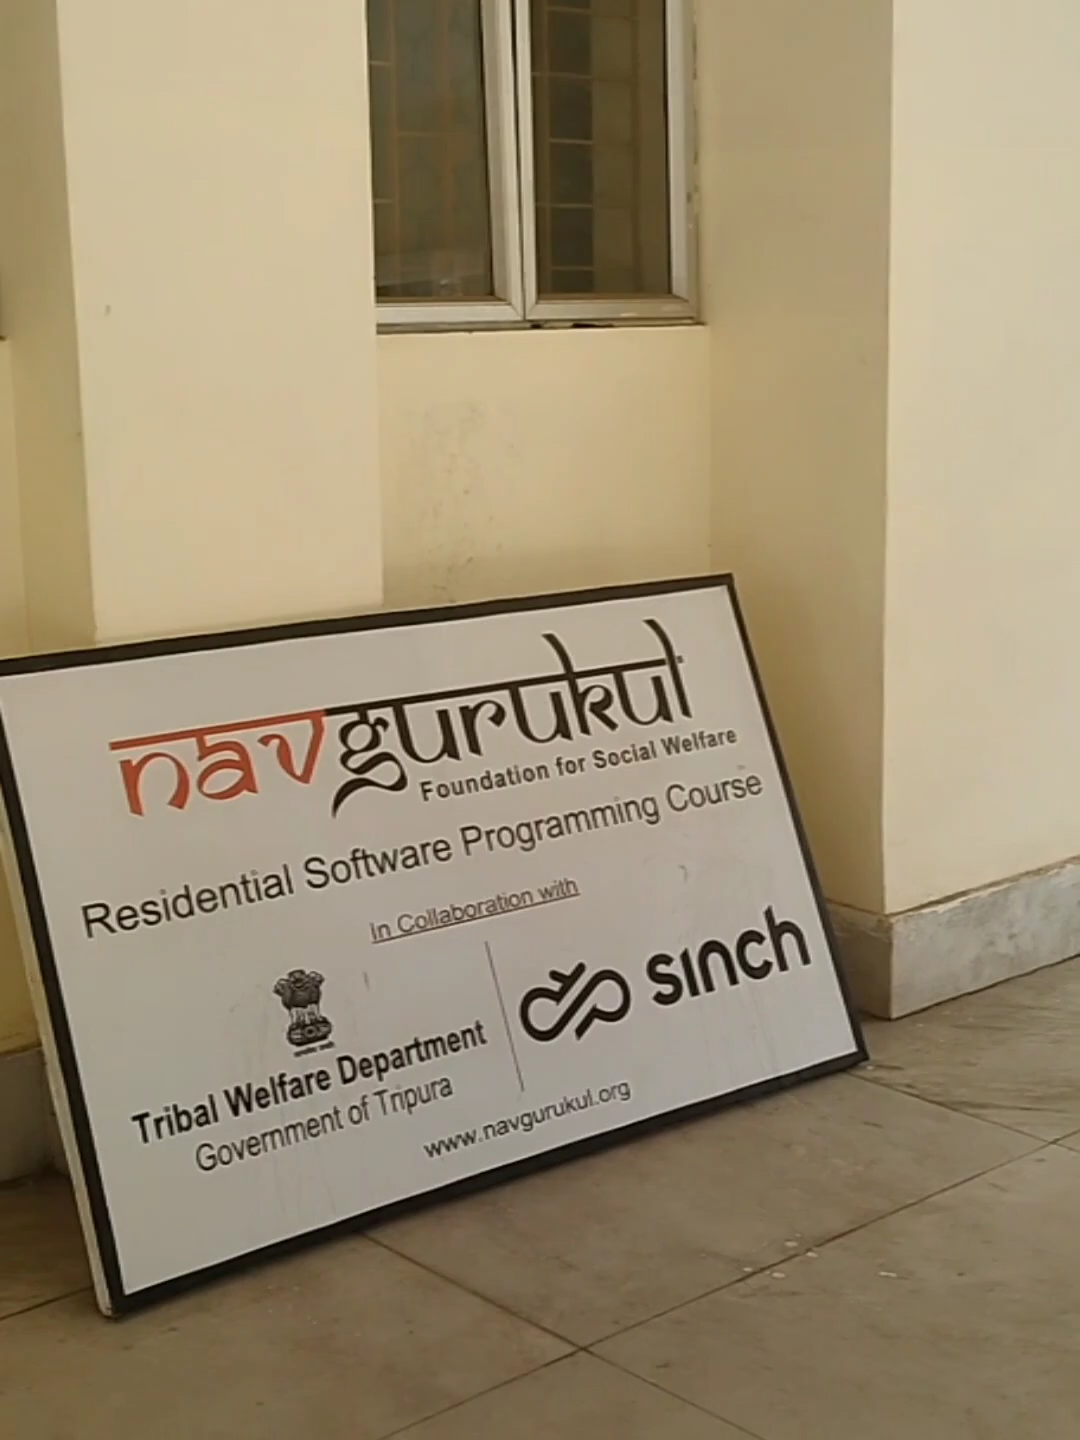 navgurukul
Foundation for Social Welfare
Residential Software Programming Course
In Collaboration with
Tribal Welfare Department
Government of Tripura
sinch
www.navgurukul.org